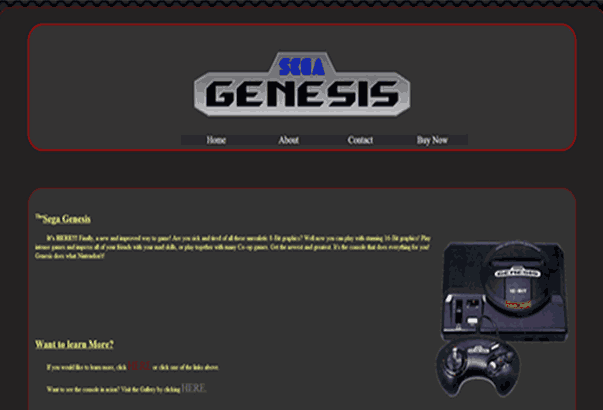 SEGA
GENESIS
Home About Contact Buy Now
The Sega Genesis
It's HERE!!! Finally, a new and improved way to game! Are you sick and tired of all those unrealistic 8-Bit graphics? Well now you can play with stunning 16-Bit graphics! Play
intense games and impress all of your friends with your mad skills, or play together with many Co-op games. Get the newest and greatest. It's the console that does everything for you!
Genesis does what Nintendon't!
GENESIS
16-BIT
Want to learn More?
If you would like to learn more, click HERE or click one of the links above.
Want to see the console in action? Visit the Gallery by clicking HERE.
GENESIS